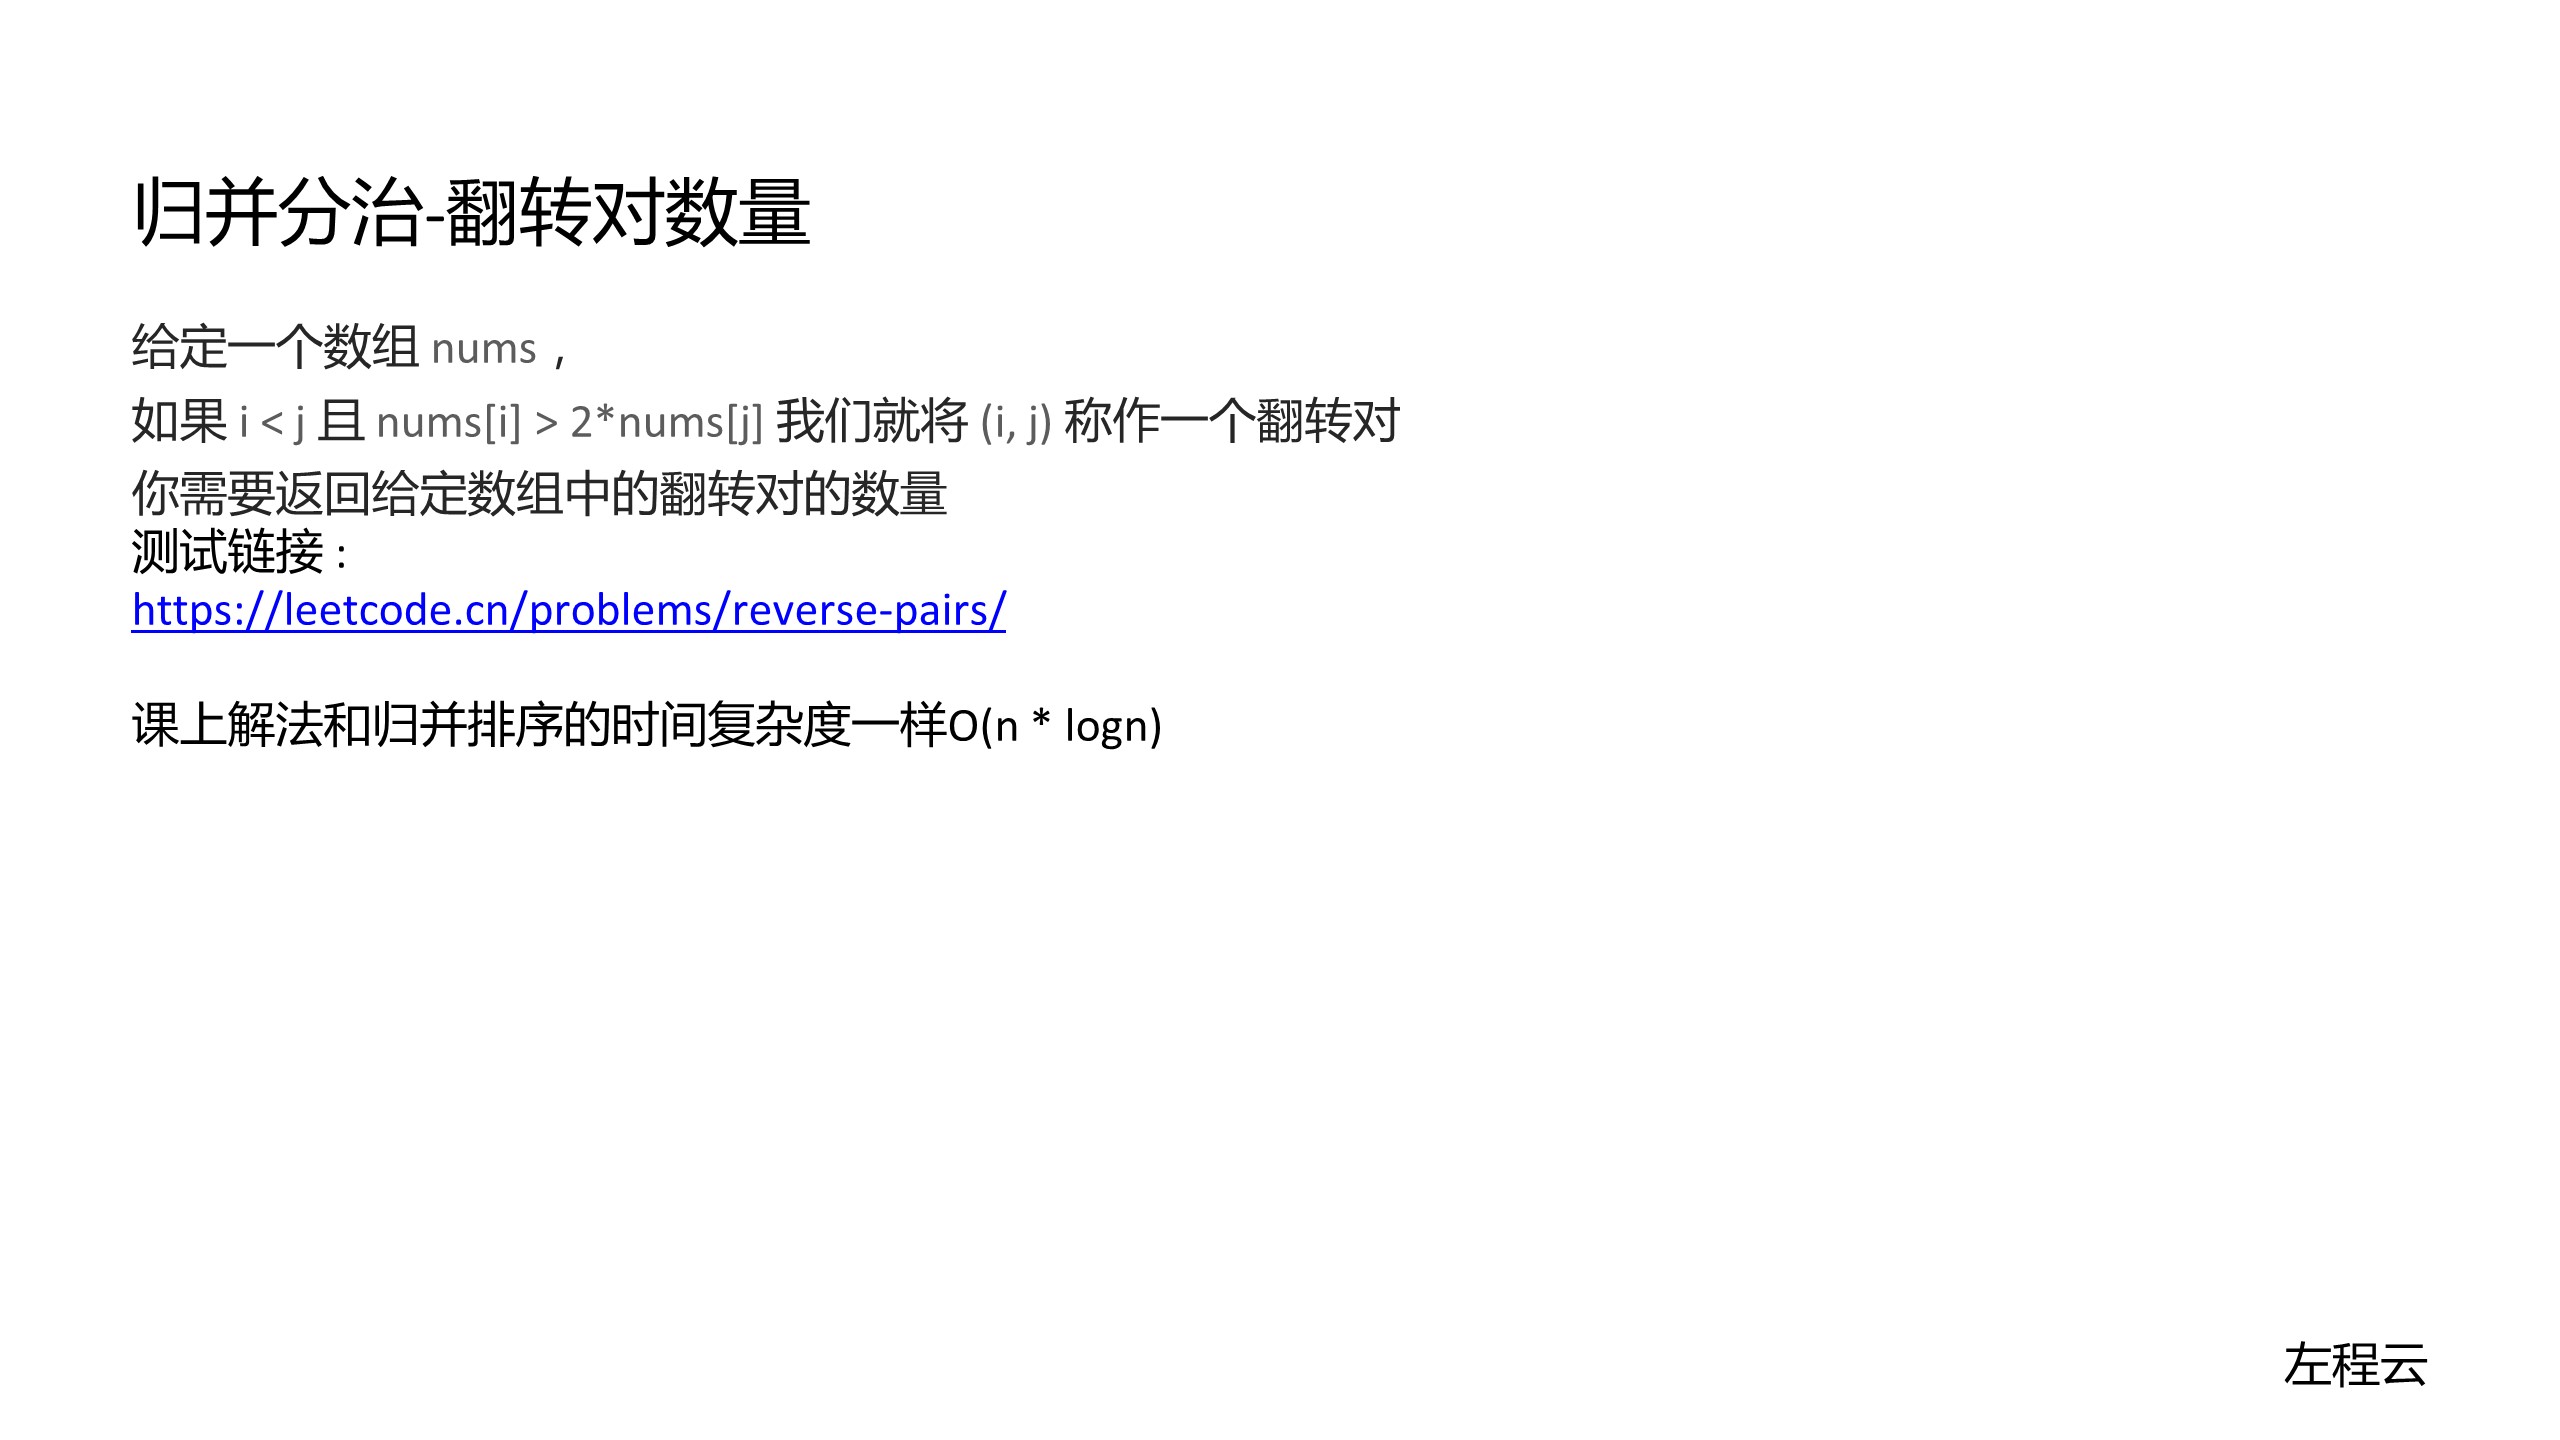 归并分治-翻转对数量
给定一个数组 nums，
如果 i < j 且 nums[i] > 2*nums[j] 我们就将 (i, j) 称作一个翻转对
你需要返回给定数组中的翻转对的数量
测试链接 :
https://leetcode.cn/problems/reverse-pairs/
课上解法和归并排序的时间复杂度一样O(n * logn)
左程云